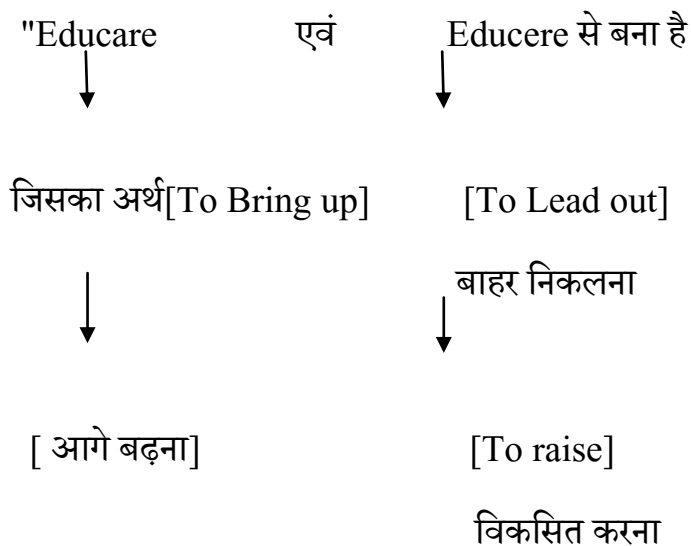 "Educare एवं Educere से बना है
जिसका अर्थ[To Bring up] [To Lead out]
बाहर निकलना
[ आगे बढ़ना] [To raise]
विकसित करना